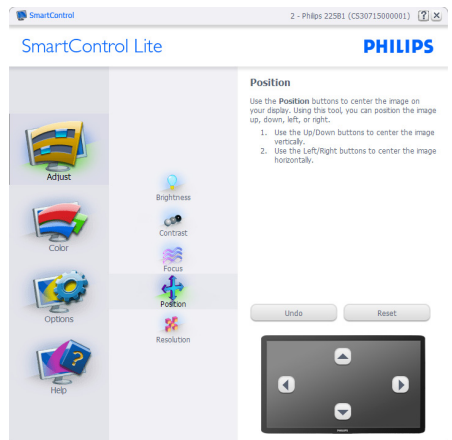 SmartControl
2 - Philips 225B1 (CS30715000001)
?
X
SmartControl Lite
PHILIPS
Adjust
Color
Options
Help
Brightness
Contrast
Focus
Position
Resolution
Position
Use the Position buttons to center the image on
your display. Using this tool, you can position the image
up, down, left, or right.
1. Use the Up/Down buttons to center the image
vertically.
2. Use the Left/Right buttons to center the image
horizontally.
Undo
Reset
PHILIPS